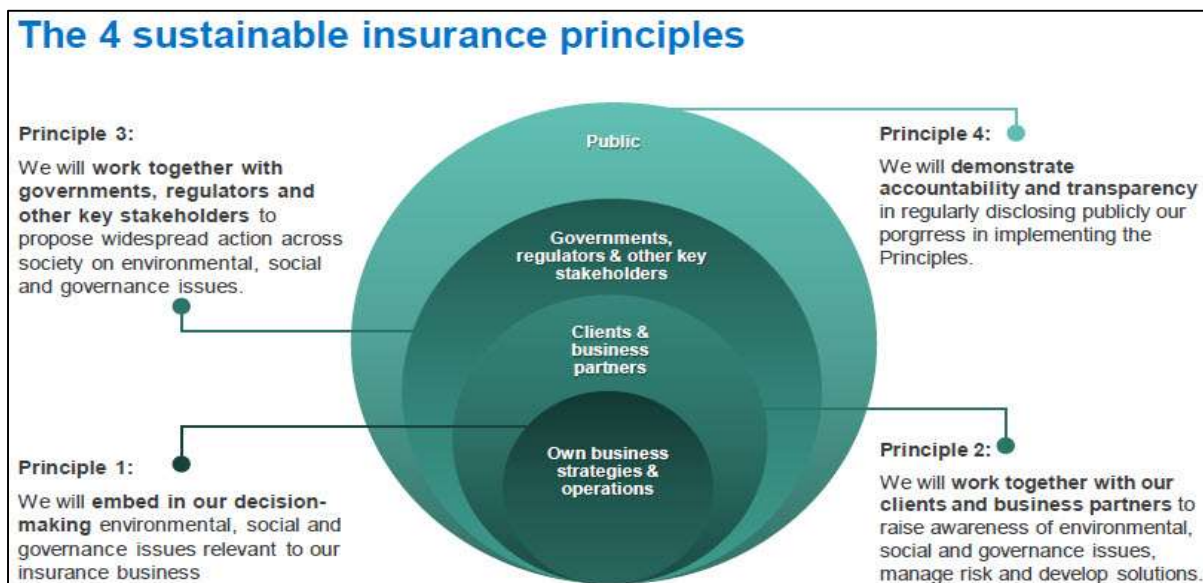 The 4 sustainable insurance principles
Principle 3:
We will work together with
governments, regulators and
other key stakeholders to
propose widespread action across
society on environmental, social
and governance issues.
Principle 1:
We will embed in our decision-
making environmental, social and
governance issues relevant to our
insurance business
Public
Governments,
regulators & other key
stakeholders
Clients &
business
partners
Own business
strategies &
operations
Principle 4:
We will demonstrate
accountability and transparency
in regularly disclosing publicly our
porgrress in implementing the
Principles.
Principle 2:
We will work together with our
clients and business partners to
raise awareness of environmental,
social and governance issues,
manage risk and develop solutions